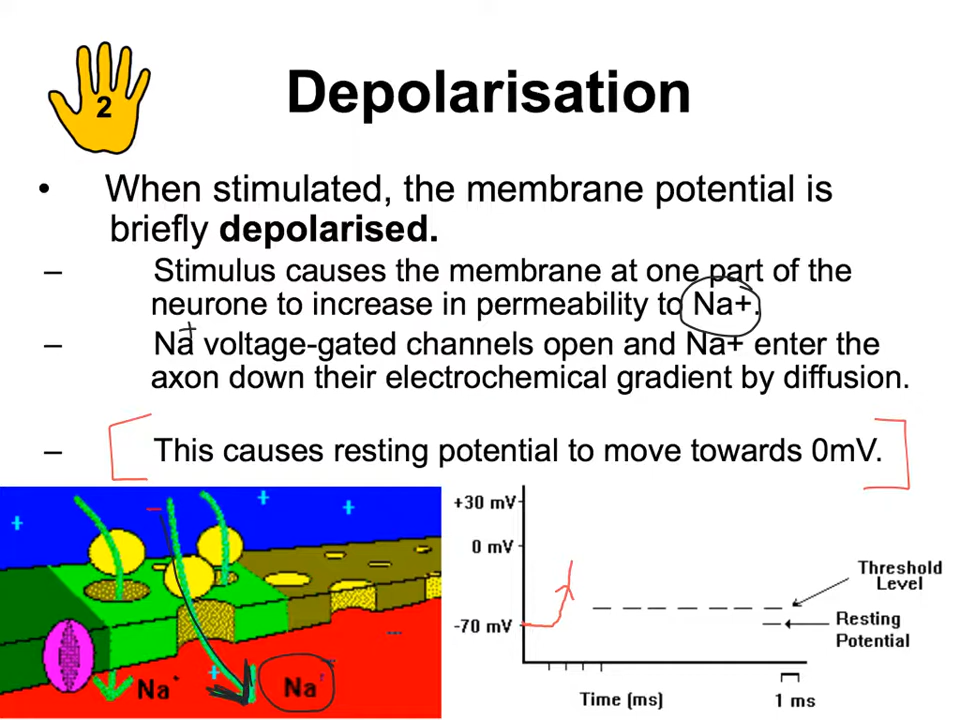 2
Depolarisation
• When stimulated, the membrane potential is
briefly depolarised.
– Stimulus causes the membrane at one part of the
neurone to increase in permeability to Na+.
– Na+ voltage-gated channels open and Na+ enter the
axon down their electrochemical gradient by diffusion.
– This causes resting potential to move towards 0mV.
+30 mV
0 mV
Threshold
Level
-70 mV
Resting
Potential
Time (ms)
1 ms
Na+
Na+